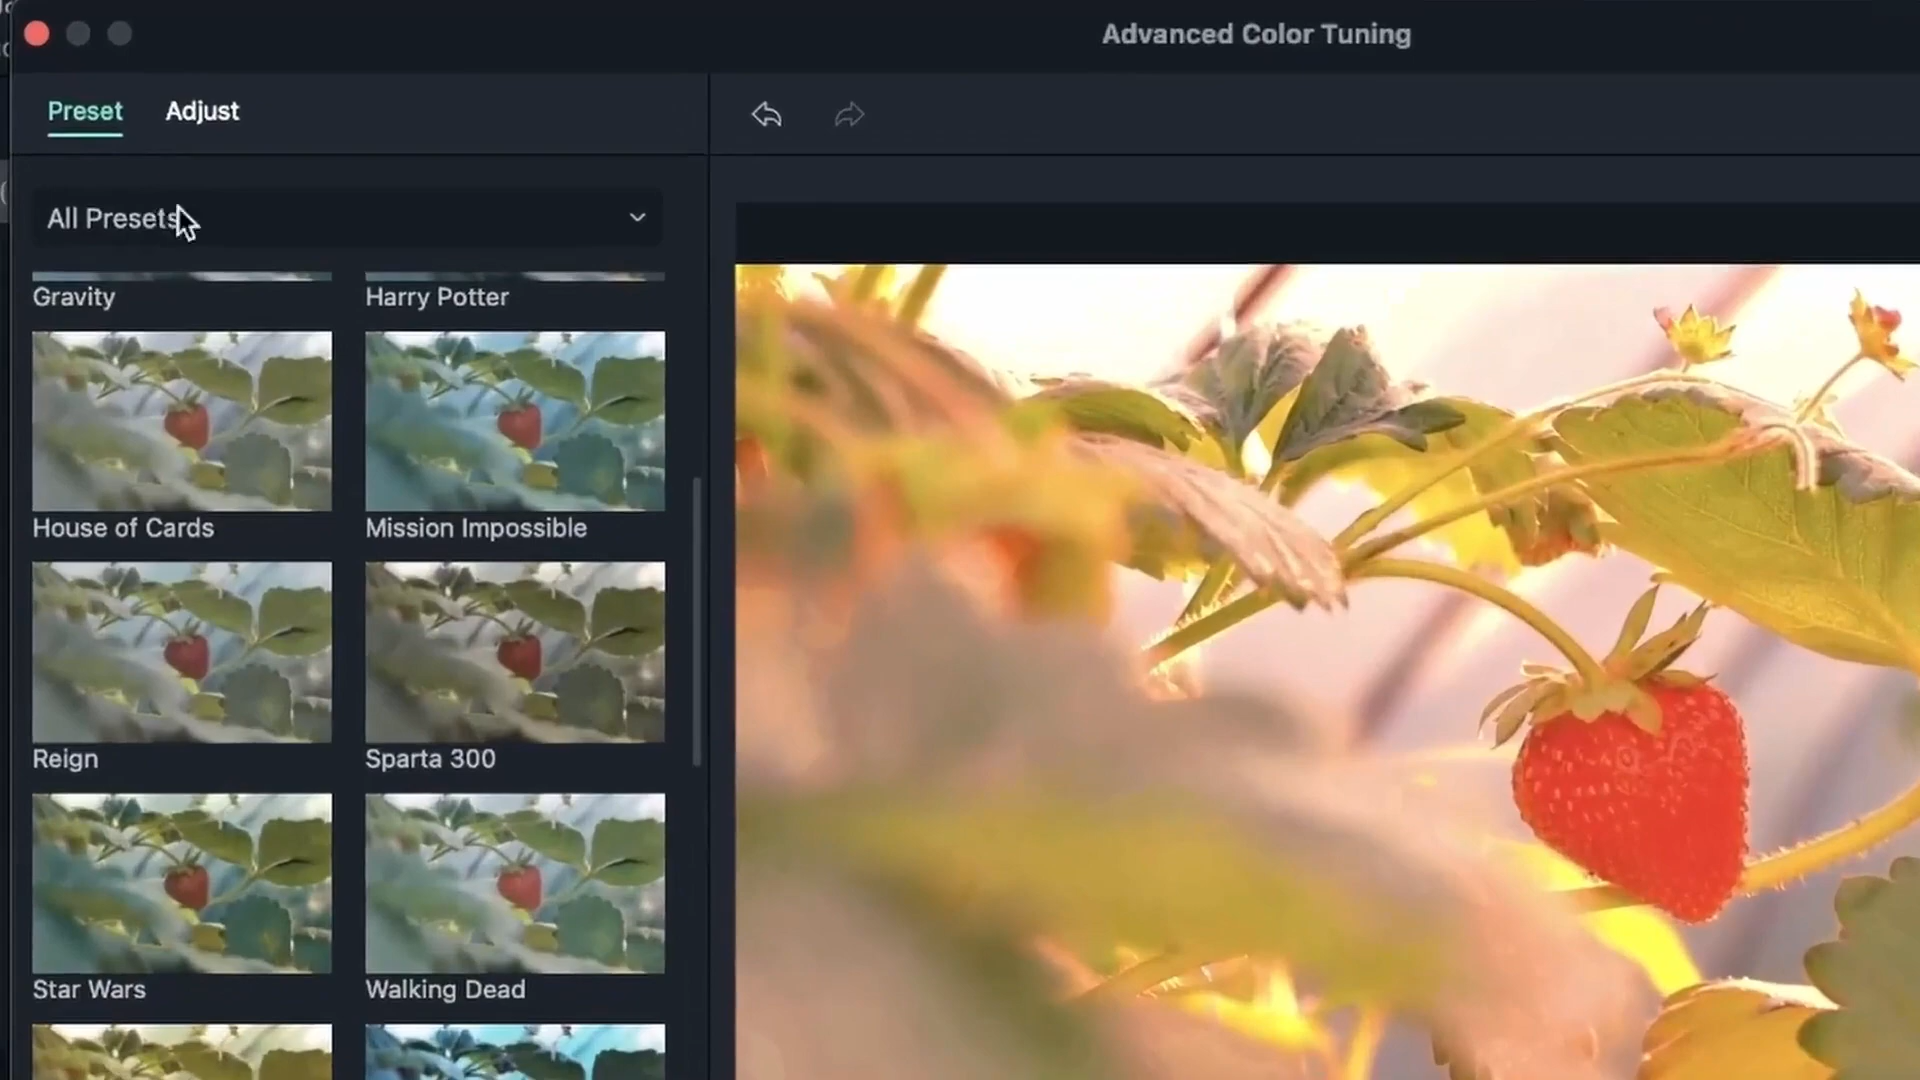 Advanced Color Tuning
Preset
Adjust
All Presets
Gravity
Harry Potter
House of Cards
Mission Impossible
Reign
Sparta 300
Star Wars
Walking Dead